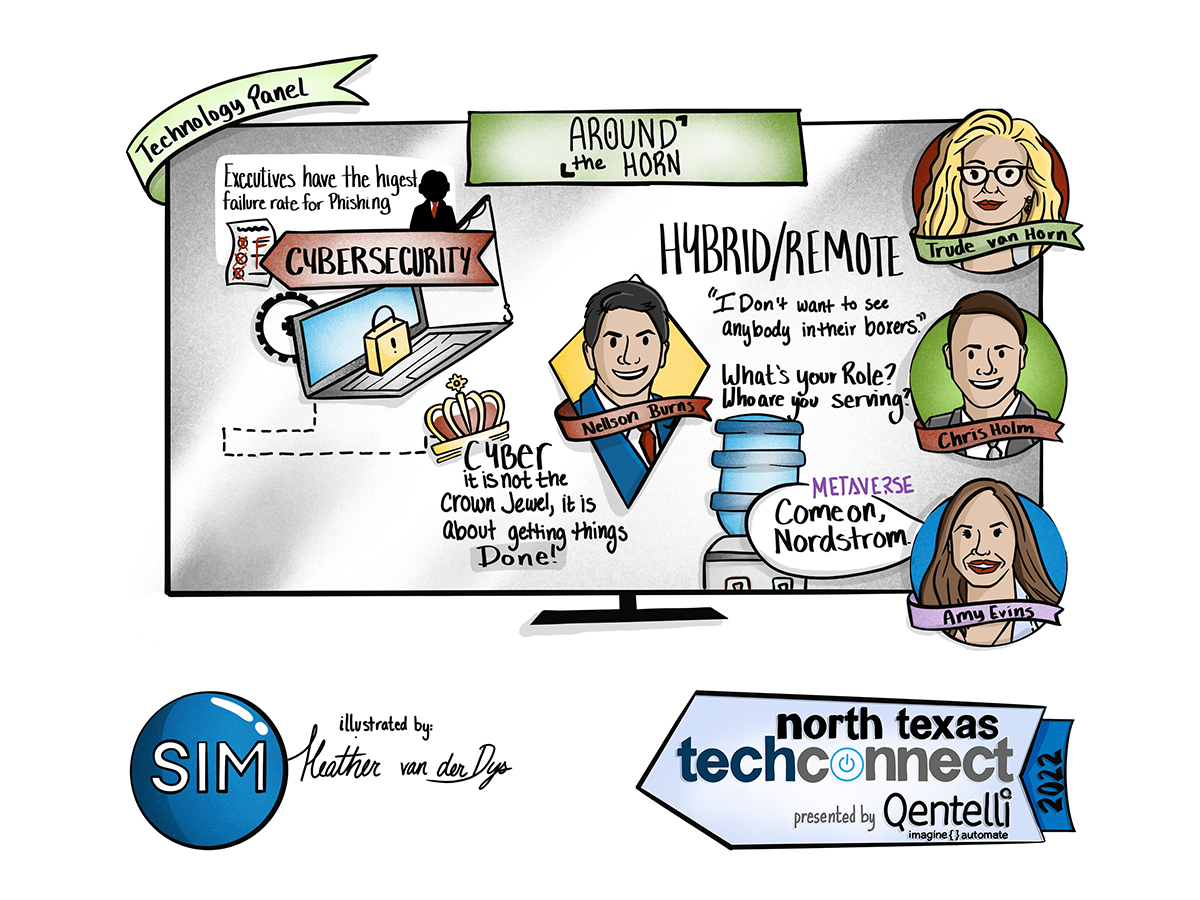 Technology Panel
AROUND
the HORN
Executives have the higest
failure rate for Phishing
CYBERSECURITY
Trude van Horn
HYBRID/REMOTE
"I Don't want to see
anybody in their boxers."
What's your Role?
Who are you serving?
Nellson Burns
Chris Holm
Cyber
it is not the
Crown Jewel, it is
About getting things
Done!
METAVERSE
Come on,
Nordstrom.
Amy Evins
SIM
illustrated by:
Heather van der Dys
north texas
techconnect
2022
presented by Qentelli
imagine { } automate